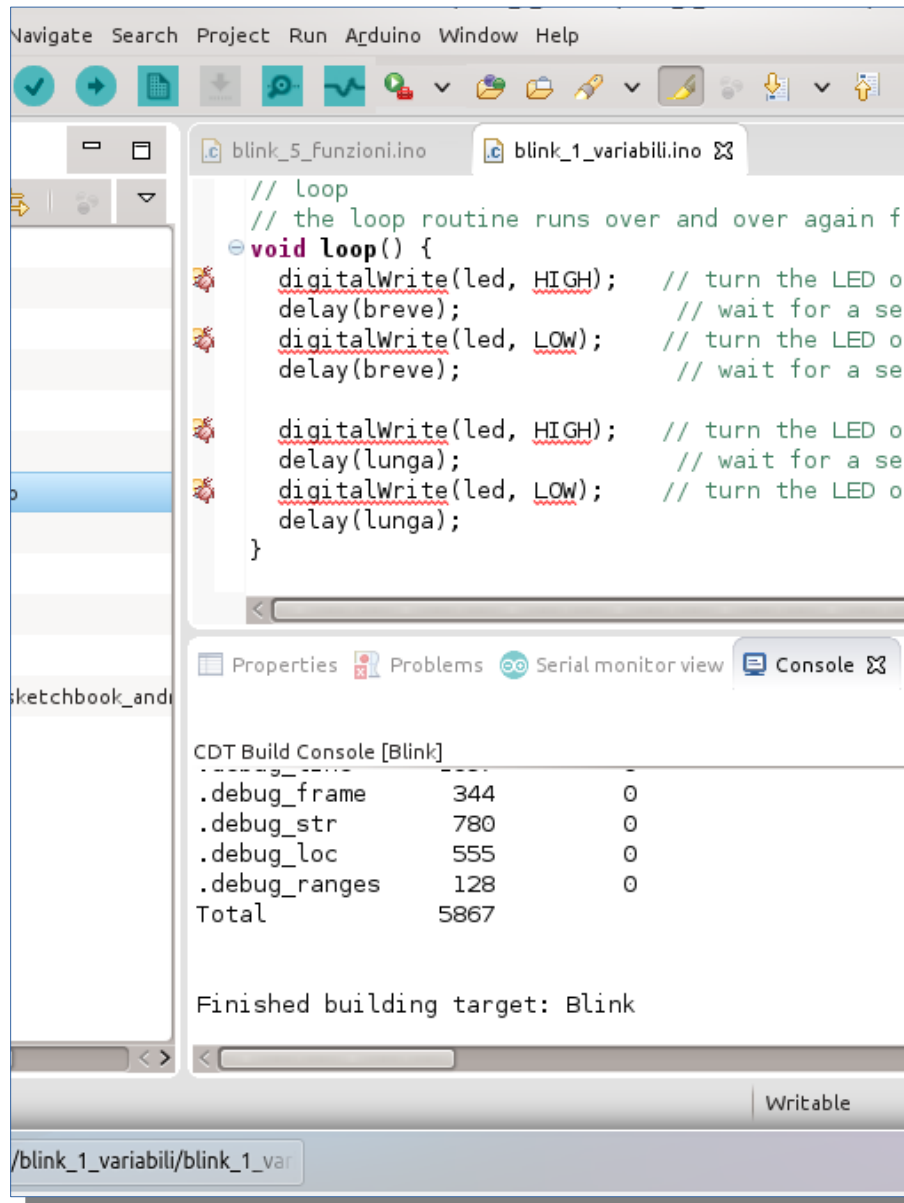 Navigate Search Project Run Arduino Window Help
blink_5_funzioni.ino blink_1_variabili.ino
// loop
// the loop routine runs over and over again f
void loop() {
digitalWrite(led, HIGH); // turn the LED o
delay(breve); // wait for a se
digitalWrite(led, LOW); // turn the LED o
delay(breve); // wait for a se
digitalWrite(led, HIGH); // turn the LED o
delay(lunga); // wait for a se
digitalWrite(led, LOW); // turn the LED o
delay(lunga);
}
sketchbook_andr
Properties Problems Serial monitor view Console
CDT Build Console [Blink]
.debug_frame 344 0
.debug_str 780 0
.debug_loc 555 0
.debug_ranges 128 0
Total 5867
Finished building target: Blink
Writable
/blink_1_variabili/blink_1_var